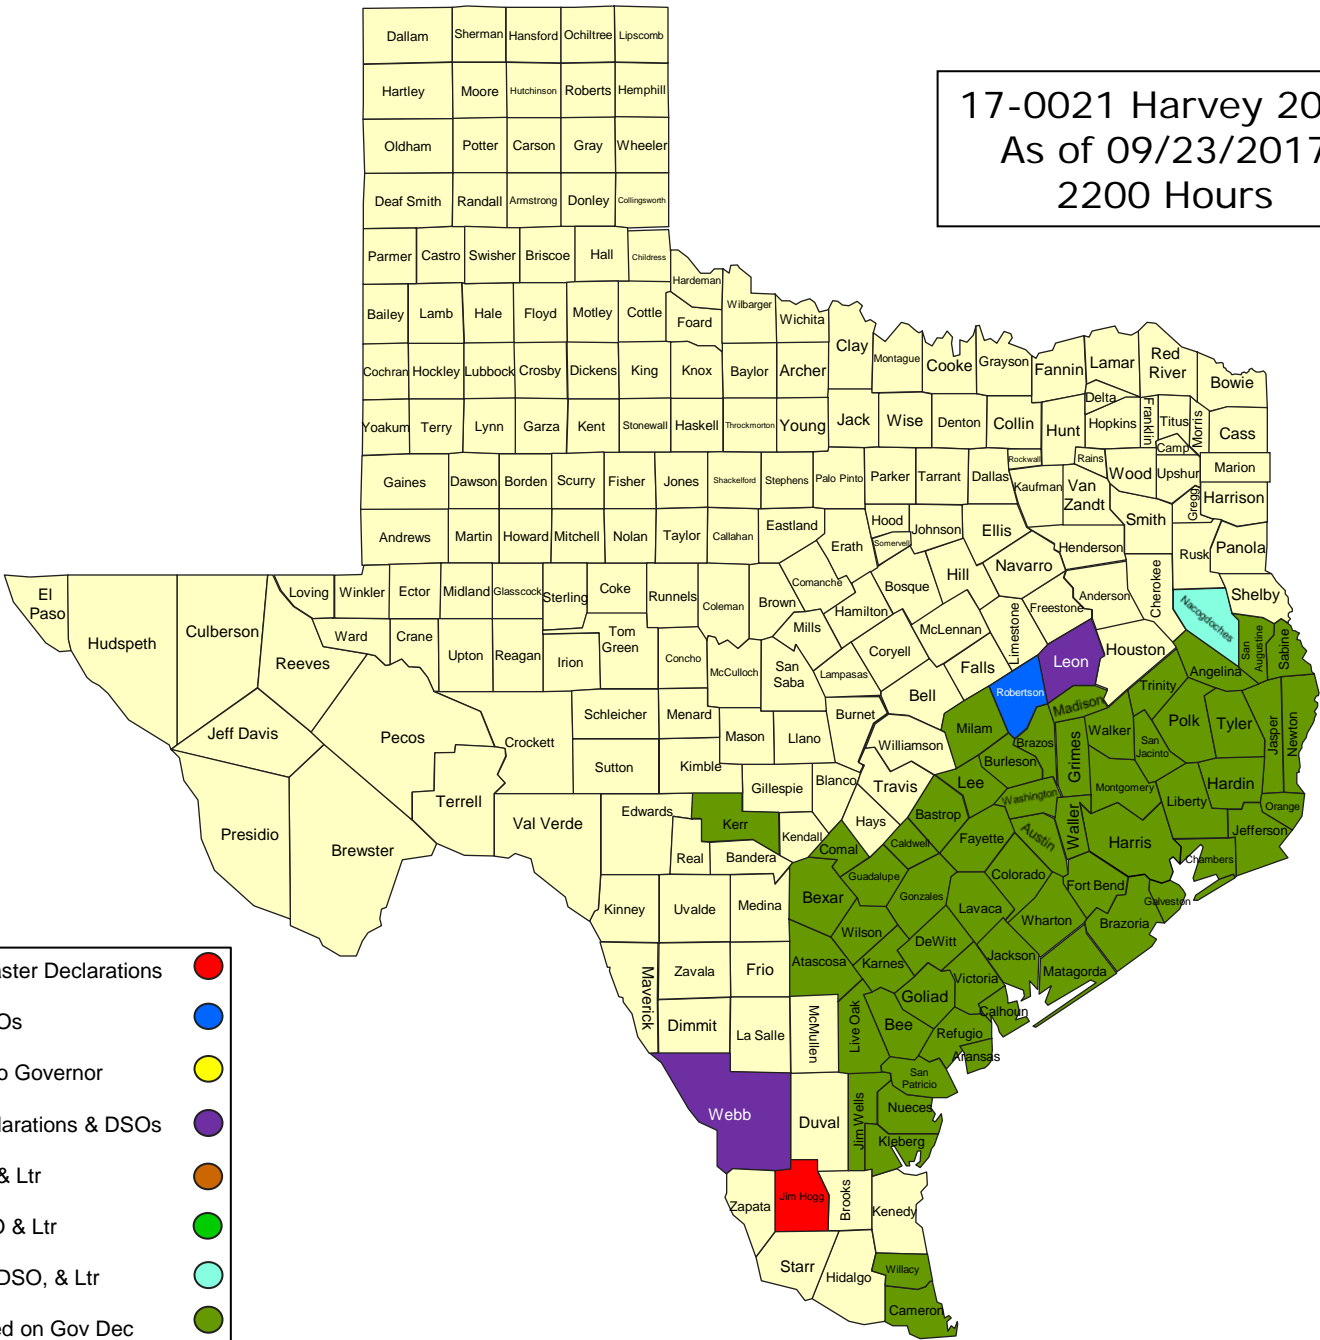 17-0021 Harvey 20
As of 09/23/2017
2200 Hours
Dallam Sherman Hansford Ochiltree Lipscomb
Hartley Moore Hutchinson Roberts Hemphill
Oldham Potter Carson Gray Wheeler
Deaf Smith Randall Armstrong Donley Collingsworth
Parmer Castro Swisher Briscoe Hall Childress
Hardeman
Bailey Lamb Hale Floyd Motley Cottle Foard Wilbarger Wichita
Clay Montague Cooke Grayson Fannin Lamar Red River Bowie
Cochran Hockley Lubbock Crosby Dickens King Knox Baylor Archer
Delta
Yoakum Terry Lynn Garza Kent Stonewall Haskell Throckmorton Young Jack Wise Denton Collin Hunt Hopkins Franklin Titus Morris Cass
Camp
Gaines Dawson Borden Scurry Fisher Jones Shackelford Stephens Palo Pinto Parker Tarrant Dallas Rockwall Kaufman Rains Van Zandt Wood Upshur Marion
Gregg Harrison
Andrews Martin Howard Mitchell Nolan Taylor Callahan Eastland Erath Hood Somervell Johnson Ellis Henderson Smith Rusk Panola
El Paso Hudspeth Culberson Reeves Loving Winkler Ector Midland Glasscock Sterling Coke Runnels Coleman Brown Comanche Hamilton Bosque Hill Navarro Freestone Anderson Cherokee Nacogdoches Shelby
Ward Crane Upton Reagan Irion Tom Green Concho McCulloch San Saba Mills Lampasas Coryell McLennan Falls Limestone Leon Houston Angelina San Augustine Sabine
Jeff Davis Pecos Crockett Schleicher Menard Mason Llano Burnet Bell Milam Robertson Madison Trinity Polk Tyler Jasper Newton
Brazos Grimes Walker San Jacinto
Presidio Brewster Terrell Val Verde Sutton Kimble Gillespie Blanco Williamson Travis Lee Burleson Washington Montgomery Liberty Hardin Orange
Edwards Kerr Kendall Hays Bastrop Caldwell Fayette Austin Waller Harris Jefferson Chambers
Real Bandera Comal Guadalupe Gonzales Colorado Fort Bend Galveston
Kinney Uvalde Medina Bexar Wilson Lavaca Wharton Brazoria
Maverick Zavala Frio Atascosa Karnes DeWitt Jackson Matagorda
Victoria Goliad Calhoun
Dimmit La Salle McMullen Live Oak Bee Refugio Aransas
San Patricio
Webb Duval Jim Wells Nueces
Kleberg
Zapata Jim Hogg Brooks Kenedy
Starr Hidalgo Willacy
Cameron
aster Declarations
Os
o Governor
larations & DSOs
& Ltr
O & Ltr
DSO, & Ltr
ed on Gov Dec